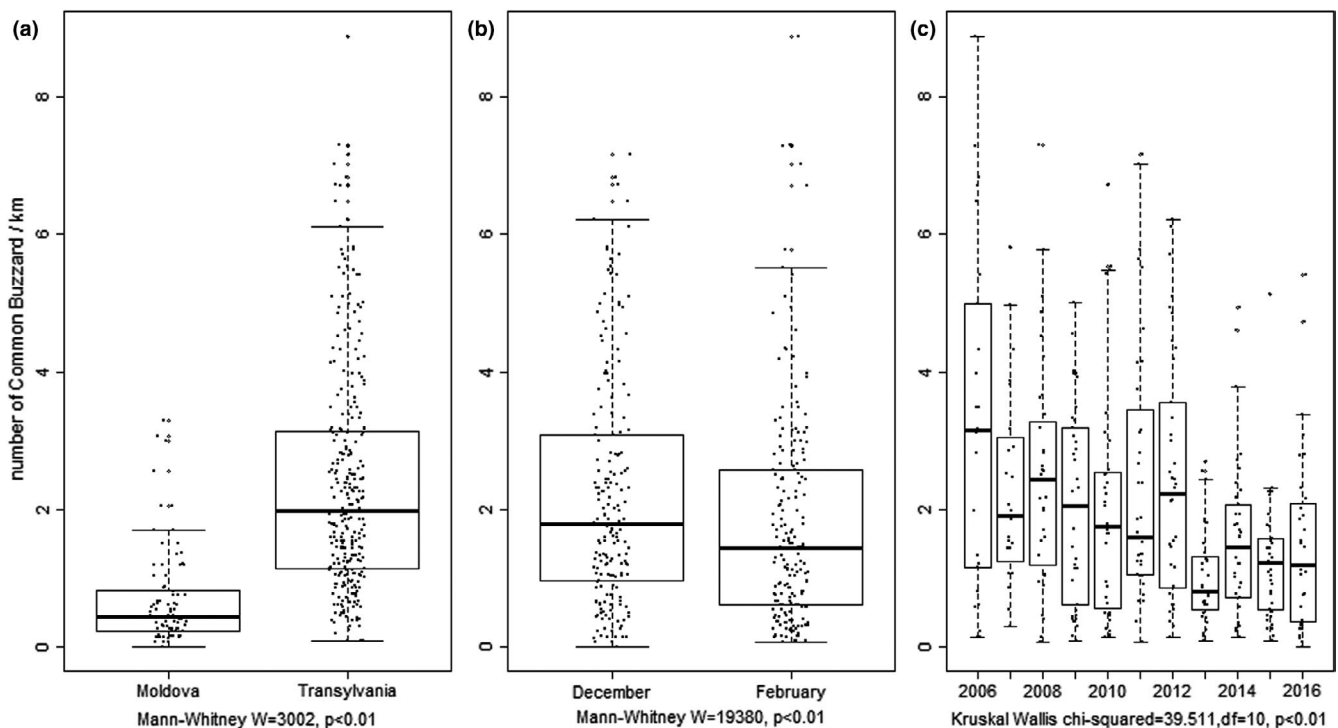 (a)
(b)
(c)
number of Common Buzzard / km
8
6
4
2
0
Moldova Transylvania
Mann-Whitney W=3002, p<0.01
8
6
4
2
0
December February
Mann-Whitney W=19380, p<0.01
8
6
4
2
0
2006 2008 2010 2012 2014 2016
Kruskal Wallis chi-squared=39.511,df=10, p<0.01